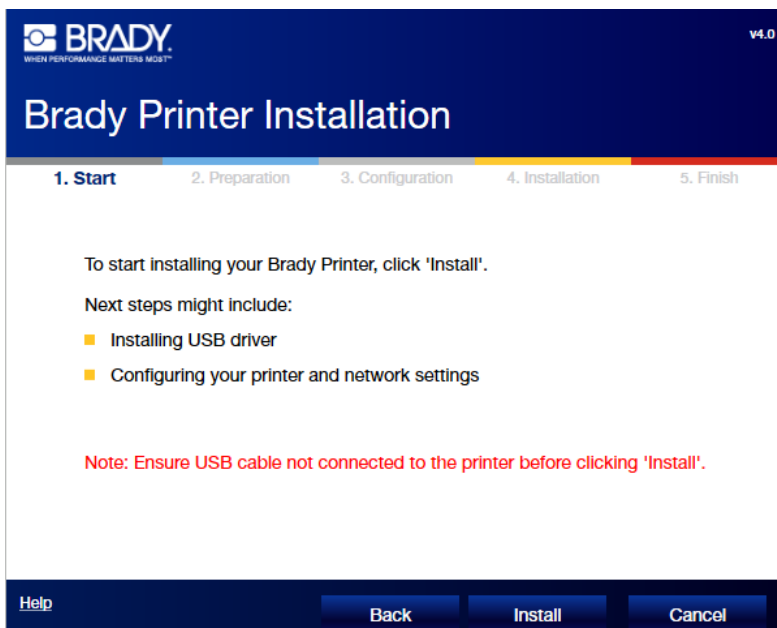 BRADY.
WHEN PERFORMANCE MATTERS MOST™
v4.0
Brady Printer Installation
1. Start
2. Preparation
3. Configuration
4. Installation
5. Finish
To start installing your Brady Printer, click 'Install'.
Next steps might include:
Installing USB driver
Configuring your printer and network settings
Note: Ensure USB cable not connected to the printer before clicking 'Install'.
Help
Back
Install
Cancel